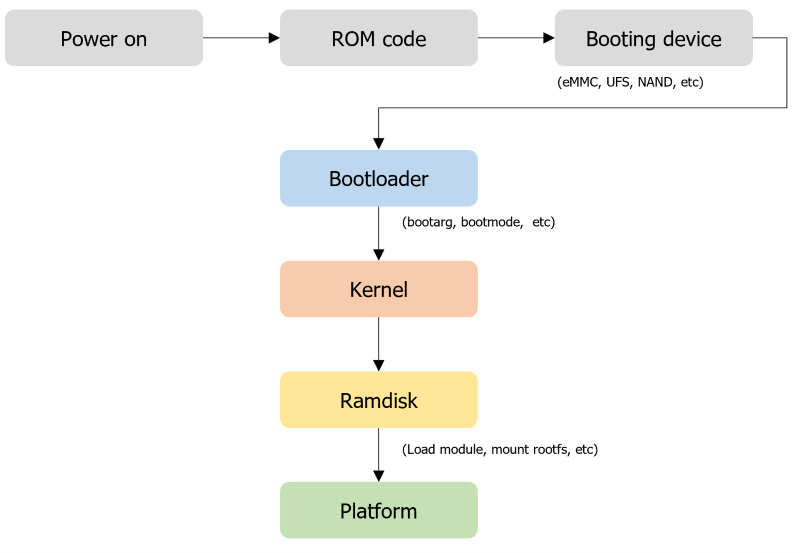 Power on
ROM code
Booting device
(eMMC, UFS, NAND, etc)
Bootloader
(bootarg, bootmode,  etc)
Kernel
Ramdisk
(Load module, mount rootfs, etc)
Platform